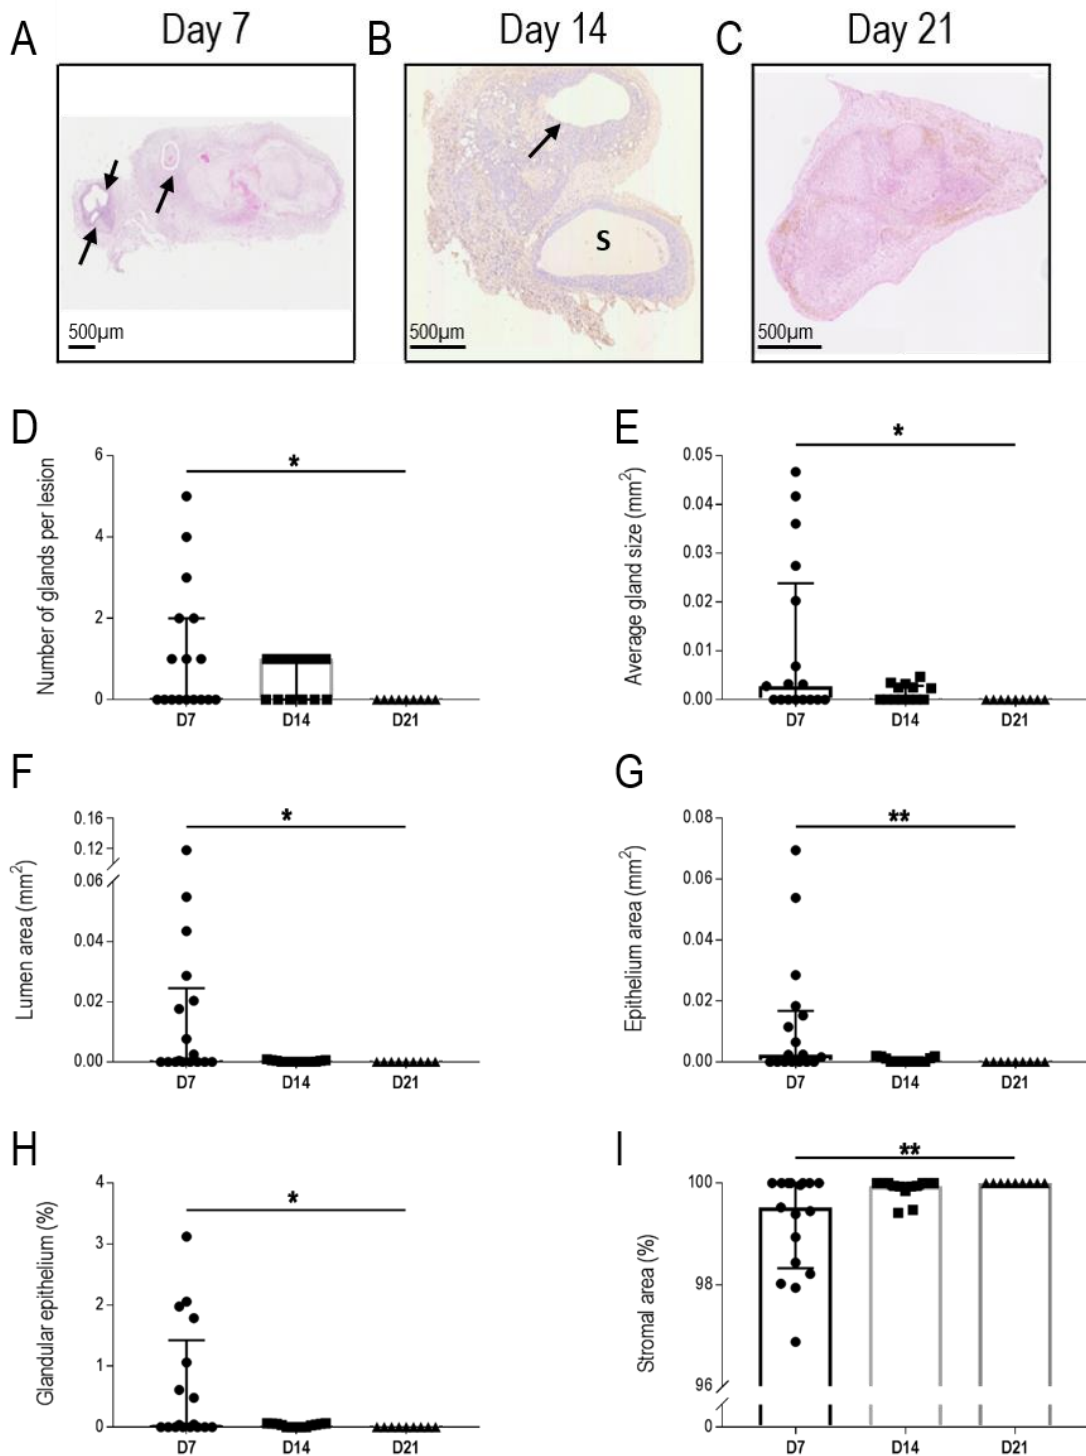 A Day 7
B Day 14
C Day 21
500µm
S
500µm
500µm
D
Number of glands per lesion
6
4
2
0
*
D7 D14 D21
E
Average gland size (mm²)
0.05
0.04
0.03
0.02
0.01
0.00
*
D7 D14 D21
F
Lumen area (mm²)
0.16
0.12
0.06
0.04
0.02
0.00
*
D7 D14 D21
G
Epithelium area (mm²)
0.08
0.06
0.04
0.02
0.00
**
D7 D14 D21
H
Glandular epithelium (%)
4
3
2
1
0
*
D7 D14 D21
I
Stromal area (%)
100
98
96
0
**
D7 D14 D21